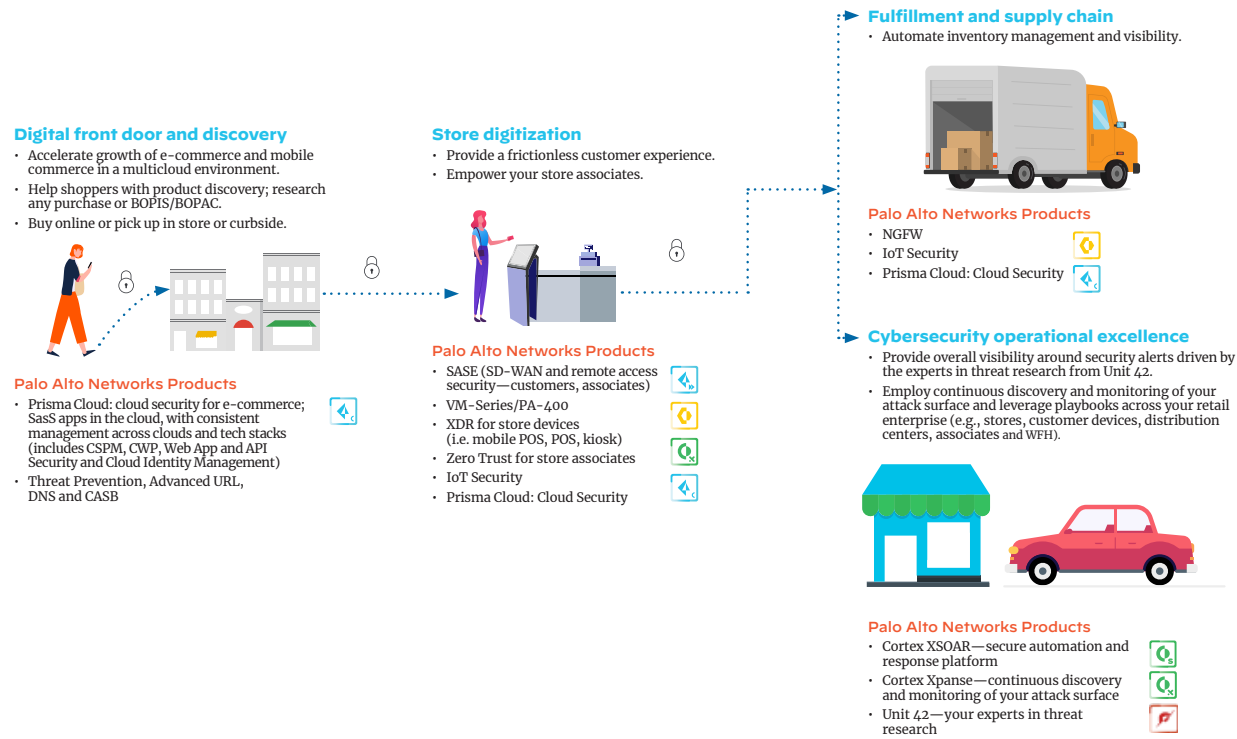 Digital front door and discovery
• Accelerate growth of e-commerce and mobile
commerce in a multicloud environment.
• Help shoppers with product discovery; research
any purchase or BOPIS/BOPAC.
• Buy online or pick up in store or curbside.
Palo Alto Networks Products
• Prisma Cloud: cloud security for e-commerce;
SasS apps in the cloud, with consistent
management across clouds and tech stacks
(includes CSPM, CWP, Web App and API
Security and Cloud Identity Management)
• Threat Prevention, Advanced URL,
DNS and CASB
Store digitization
• Provide a frictionless customer experience.
• Empower your store associates.
Palo Alto Networks Products
• SASE (SD-WAN and remote access
security—customers, associates)
• VM-Series/PA-400
• XDR for store devices
(i.e. mobile POS, POS, kiosk)
• Zero Trust for store associates
• IoT Security
• Prisma Cloud: Cloud Security
Fulfillment and supply chain
• Automate inventory management and visibility.
Palo Alto Networks Products
• NGFW
• IoT Security
• Prisma Cloud: Cloud Security
Cybersecurity operational excellence
• Provide overall visibility around security alerts driven by
the experts in threat research from Unit 42.
• Employ continuous discovery and monitoring of your
attack surface and leverage playbooks across your retail
enterprise (e.g., stores, customer devices, distribution
centers, associates and WFH).
Palo Alto Networks Products
• Cortex XSOAR—secure automation and
response platform
• Cortex Xpanse—continuous discovery
and monitoring of your attack surface
• Unit 42—your experts in threat
research